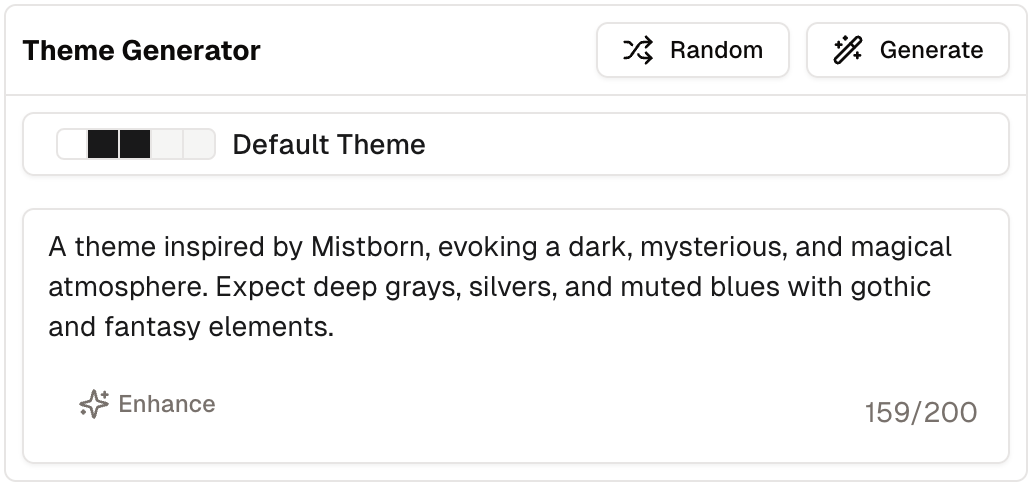 Theme Generator
Random
Generate
Default Theme
A theme inspired by Mistborn, evoking a dark, mysterious, and magical
atmosphere. Expect deep grays, silvers, and muted blues with gothic
and fantasy elements.
Enhance
159/200